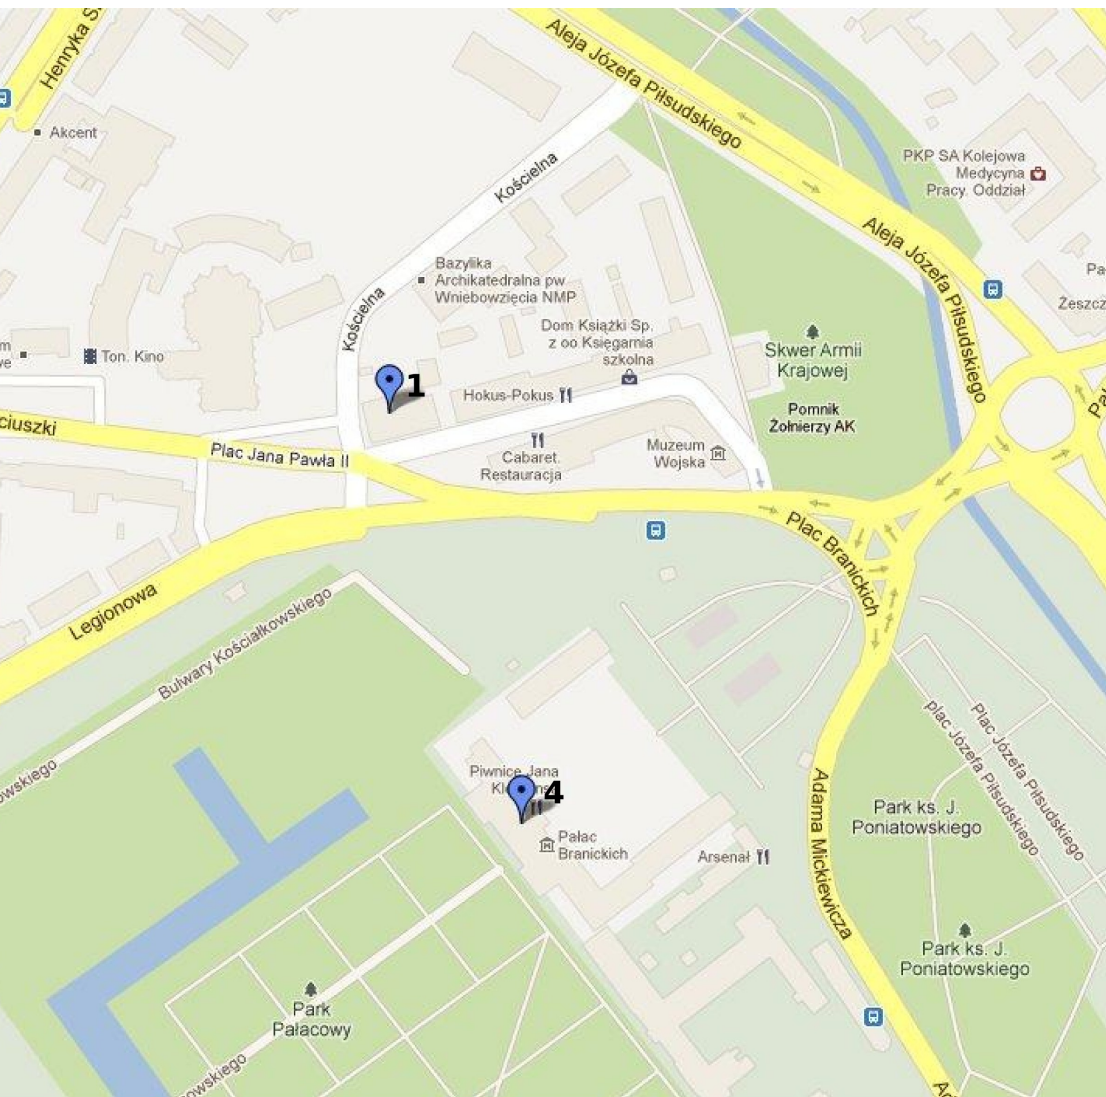 Henryka S
Aleja Józefa Piłsudskiego
Akcent
PKP SA Kolejowa
Medycyna
Pracy. Oddział
Kościelna
Aleja Józefa Piłsudskiego
Bazylika
Archikatedralna pw
Wniebowzięcia NMP
Kościelna
Pa
Żeszcz
Dom Książki Sp.
z oo Księgarnia
szkolna
Skwer Armii
Krajowej
m
we
Ton. Kino
1
Hokus-Pokus
Pomnik
Żołnierzy AK
Pał
ciuszki
Plac Jana Pawła II
Cabaret.
Restauracja
Muzeum
Wojska
Plac Branickich
Legionowa
Bulwary Kościałkowskiego
owskiego
Piwnice Jana
4
Pałac
Branickich
Arsenał
Adama Mickiewicza
plac Józefa Piłsudskiego
Plac Józefa Piłsudskiego
Park ks. J.
Poniatowskiego
Park ks. J.
Poniatowskiego
Park
Pałacowy
owskiego